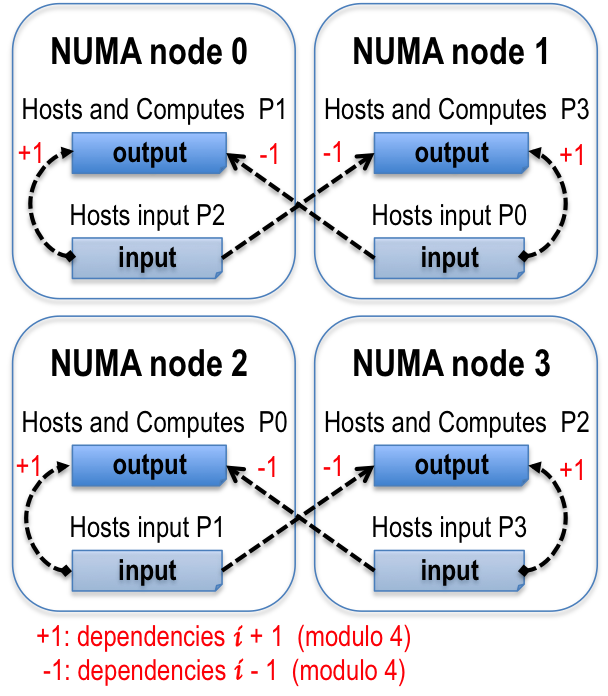 NUMA node 0
Hosts and Computes P1
+1
output
-1
Hosts input P2
input
NUMA node 1
Hosts and Computes P3
-1
output
+1
Hosts input P0
input
NUMA node 2
Hosts and Computes P0
+1
output
-1
Hosts input P1
input
NUMA node 3
Hosts and Computes P2
-1
output
+1
Hosts input P3
input
+1: dependencies i + 1 (modulo 4)
-1: dependencies i - 1 (modulo 4)